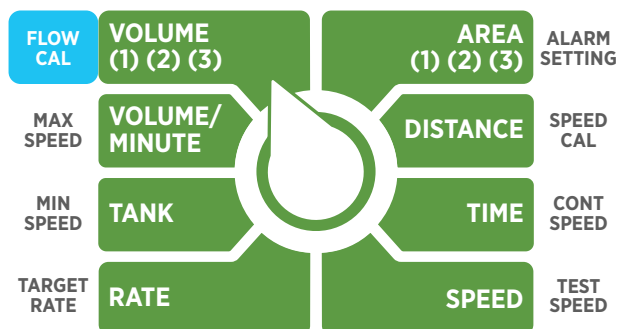 FLOW
CAL
VOLUME
(1) (2) (3)
AREA
(1) (2) (3)
ALARM
SETTING
MAX
SPEED
VOLUME/
MINUTE
DISTANCE
SPEED
CAL
MIN
SPEED
TANK
TIME
CONT
SPEED
TARGET
RATE
RATE
SPEED
TEST
SPEED